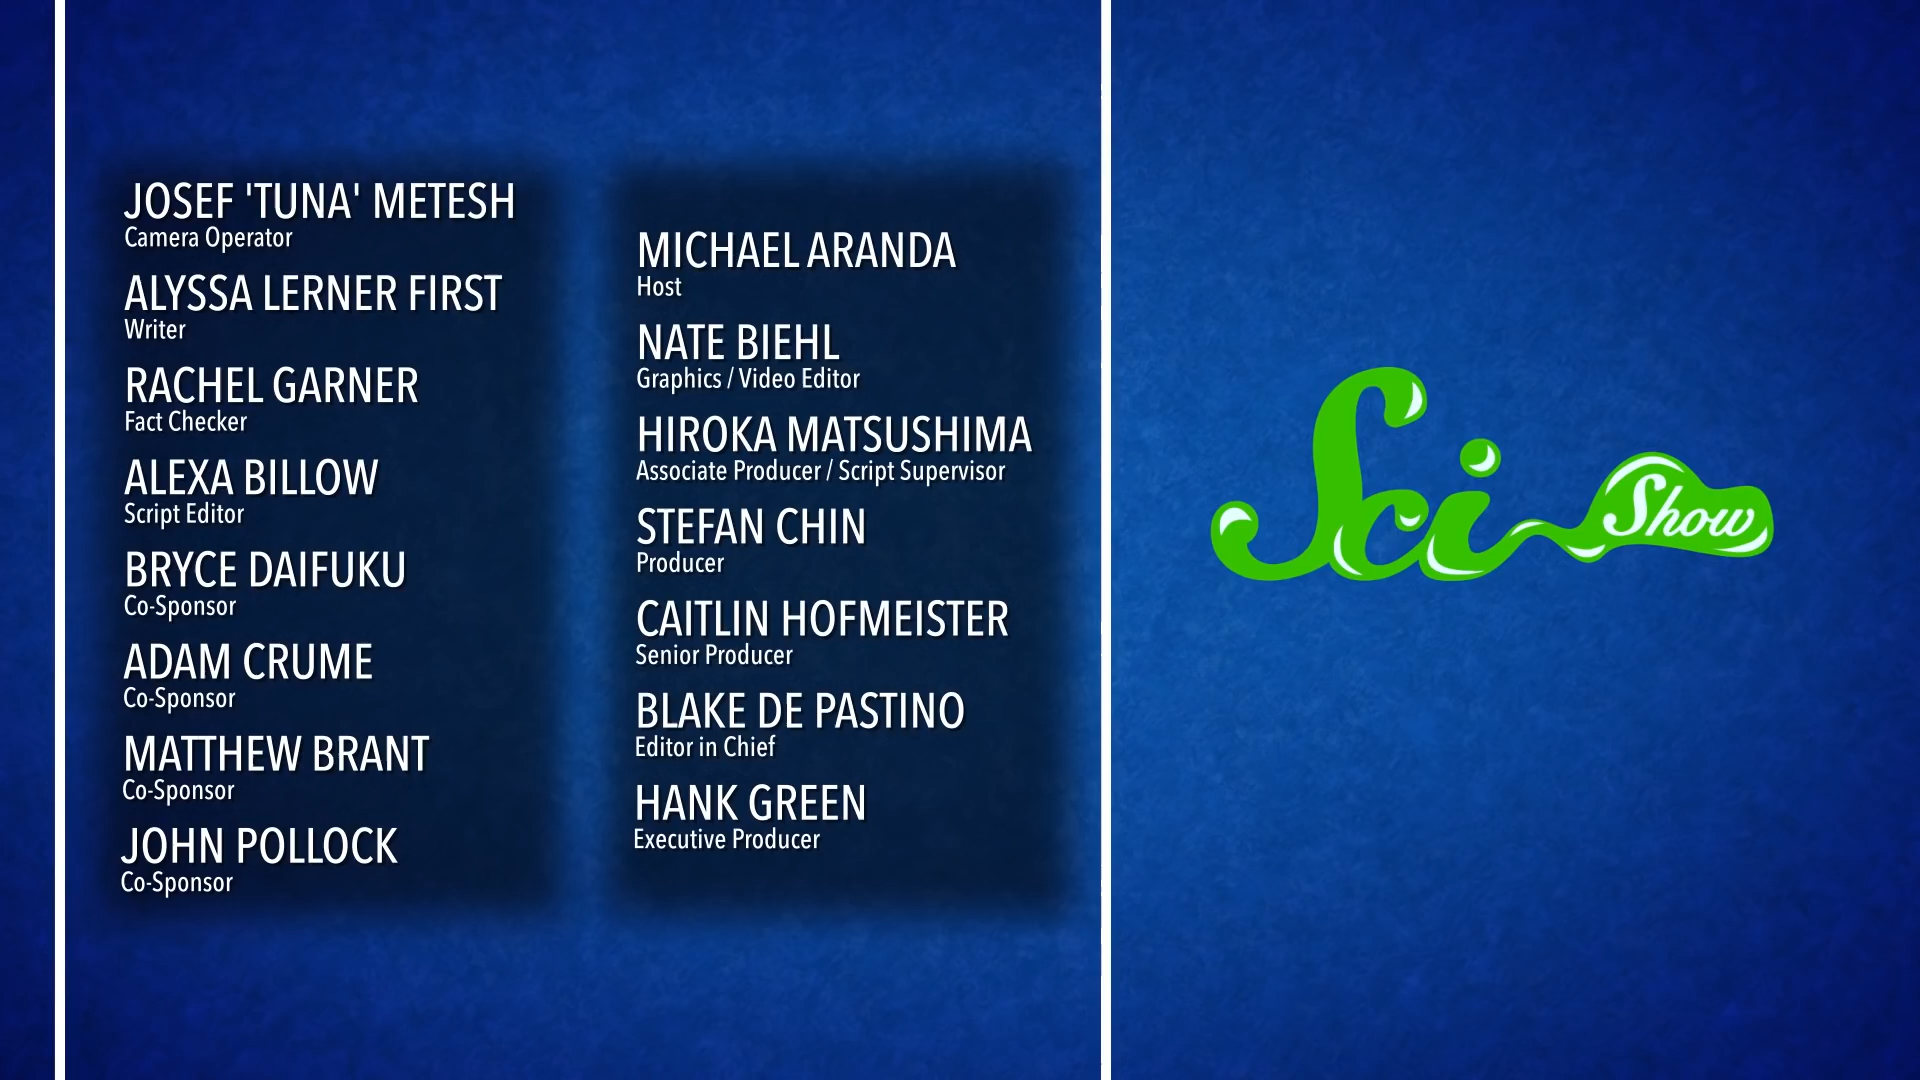 JOSEF 'TUNA' METESH
Camera Operator
ALYSSA LERNER FIRST
Writer
RACHEL GARNER
Fact Checker
ALEXA BILLOW
Script Editor
BRYCE DAIFUKU
Co-Sponsor
ADAM CRUME
Co-Sponsor
MATTHEW BRANT
Co-Sponsor
JOHN POLLOCK
Co-Sponsor
MICHAEL ARANDA
Host
NATE BIEHL
Graphics / Video Editor
HIROKA MATSUSHIMA
Associate Producer / Script Supervisor
STEFAN CHIN
Producer
CAITLIN HOFMEISTER
Senior Producer
BLAKE DE PASTINO
Editor in Chief
HANK GREEN
Executive Producer
Sci Show